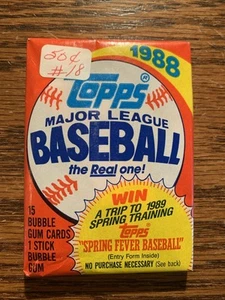 50¢
#18
1988
TOPPS®
MAJOR LEAGUE
BASEBALL
the Real one!
15
BUBBLE
GUM CARDS
1 STICK
BUBBLE
GUM
WIN
A TRIP TO 1989
SPRING TRAINING
TOPPS
"SPRING FEVER BASEBALL"
(Entry Form Inside)
NO PURCHASE NECESSARY (See back)